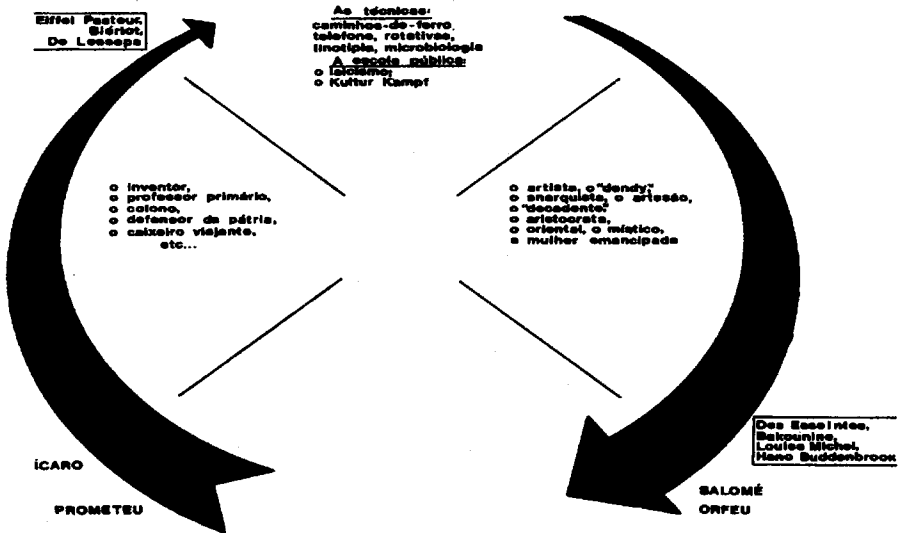 Eiffel Pasteur,
Blériot,
De Lesseps
As técnicas:
caminhos-de-ferro
telefone, rotativas,
linotipia, microbiologia
A escola pública:
o laicismo;
o Kultur Kampf
o inventor,
o professor primário,
o colono,
o defensor da pátria,
o caixeiro viajante,
etc...
o artista, o "dendy,"
o anarquista, o artesão,
o "decadente,"
o aristocrata,
o oriental, o místico,
a mulher emancipada
ÍCARO
PROMETEU
Des Esseintes,
Bakounine,
Louise Michel,
Hano Buddenbrook
SALOMÉ
ORFEU